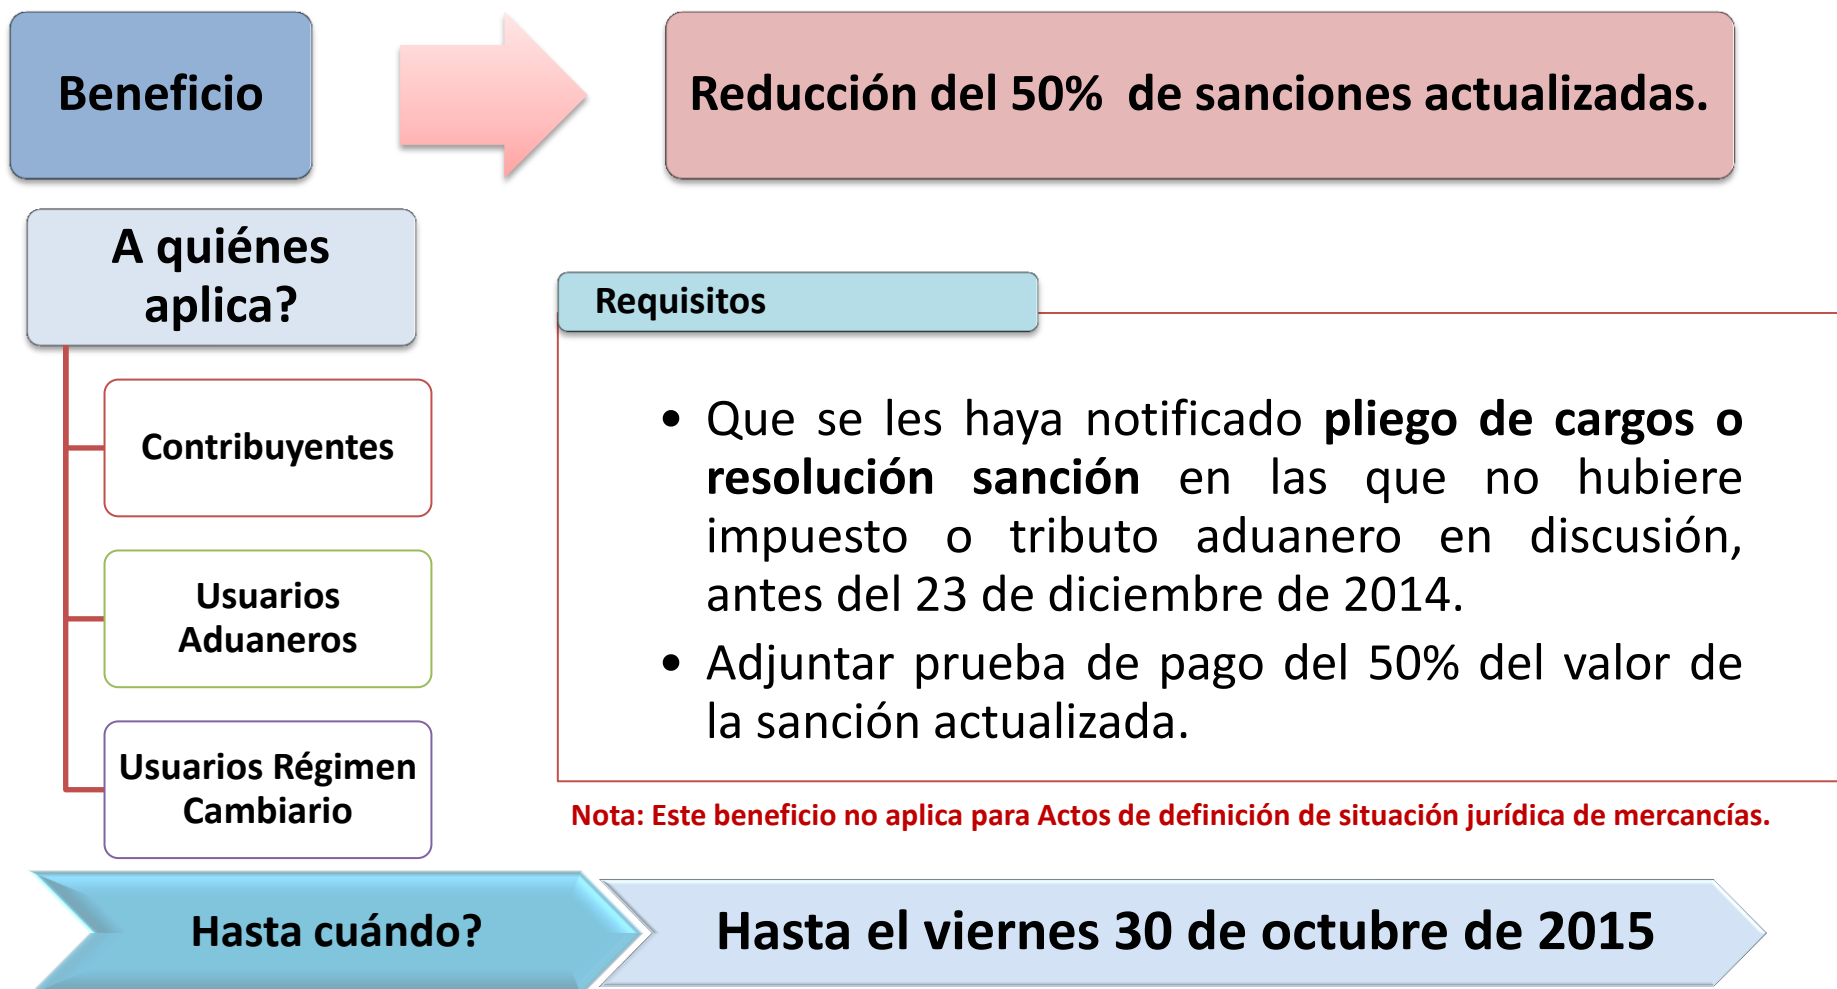 Beneficio
Reducción del 50% de sanciones actualizadas.
A quiénes
aplica?
Contribuyentes
Usuarios
Aduaneros
Usuarios Régimen
Cambiario
Requisitos
• Que se les haya notificado pliego de cargos o
resolución sanción en las que no hubiere
impuesto o tributo aduanero en discusión,
antes del 23 de diciembre de 2014.
• Adjuntar prueba de pago del 50% del valor de
la sanción actualizada.
Nota: Este beneficio no aplica para Actos de definición de situación jurídica de mercancías.
Hasta cuándo?
Hasta el viernes 30 de octubre de 2015